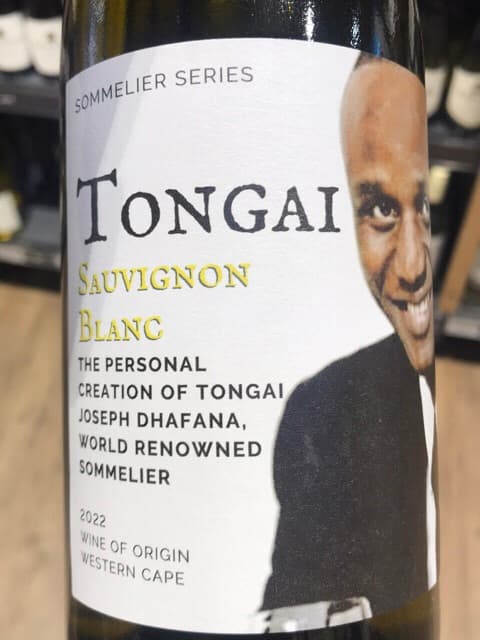 SOMMELIER SERIES
TONGAI
SAUVIGNON
BLANC
THE PERSONAL
CREATION OF TONGAI
JOSEPH DHAFANA,
WORLD RENOWNED
SOMMELIER
2022
WINE OF ORIGIN
WESTERN CAPE